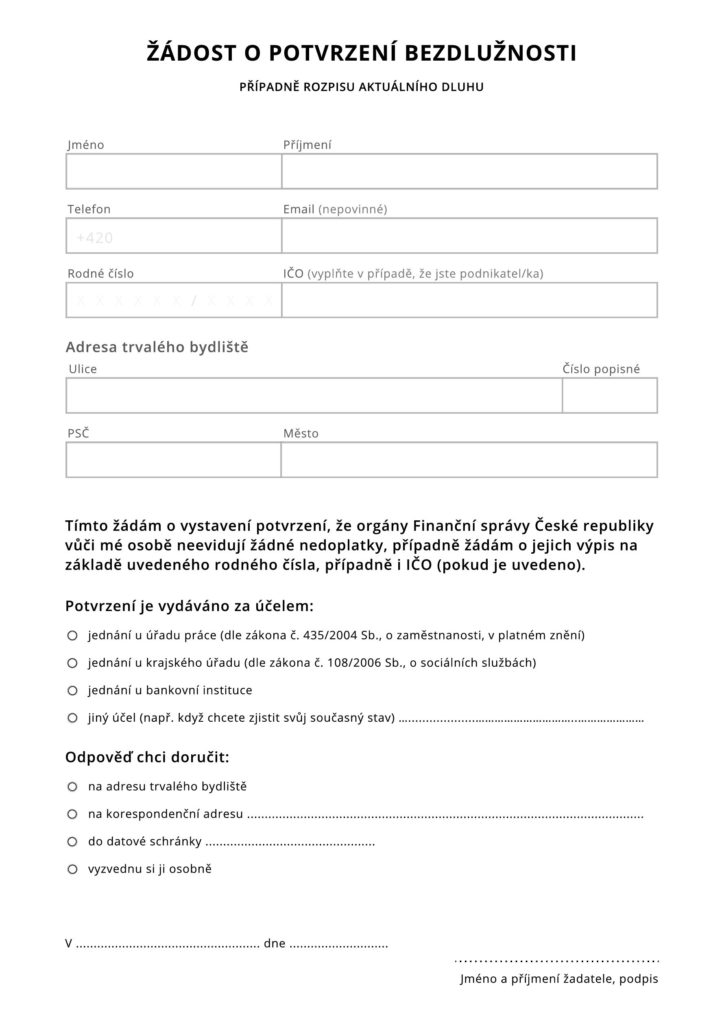 ŽÁDOST O POTVRZENÍ BEZDLUŽNOSTI
PŘÍPADNĚ ROZPISU AKTUÁLNÍHO DLUHU
Jméno Příjmení
Telefon Email (nepovinné)
+420
Rodné číslo IČO (vyplňte v případě, že jste podnikatel/ka)
X X X X X X / X X X X
Adresa trvalého bydliště
Ulice Číslo popisné
PSČ Město
Tímto žádám o vystavení potvrzení, že orgány Finanční správy České republiky
vůči mé osobě neevidují žádné nedoplatky, případně žádám o jejich výpis na
základě uvedeného rodného čísla, případně i IČO (pokud je uvedeno).
Potvrzení je vydáváno za účelem:
jednání u úřadu práce (dle zákona č. 435/2004 Sb., o zaměstnanosti, v platném znění)
jednání u krajského úřadu (dle zákona č. 108/2006 Sb., o sociálních službách)
jednání u bankovní instituce
jiný účel (např. když chcete zjistit svůj současný stav) ......................................................................
Odpověď chci doručit:
na adresu trvalého bydliště
na korespondenční adresu ................................................................................................................
do datové schránky ................................................
vyzvednu si ji osobně
V .................................................... dne ............................
.......................................
Jméno a příjmení žadatele, podpis